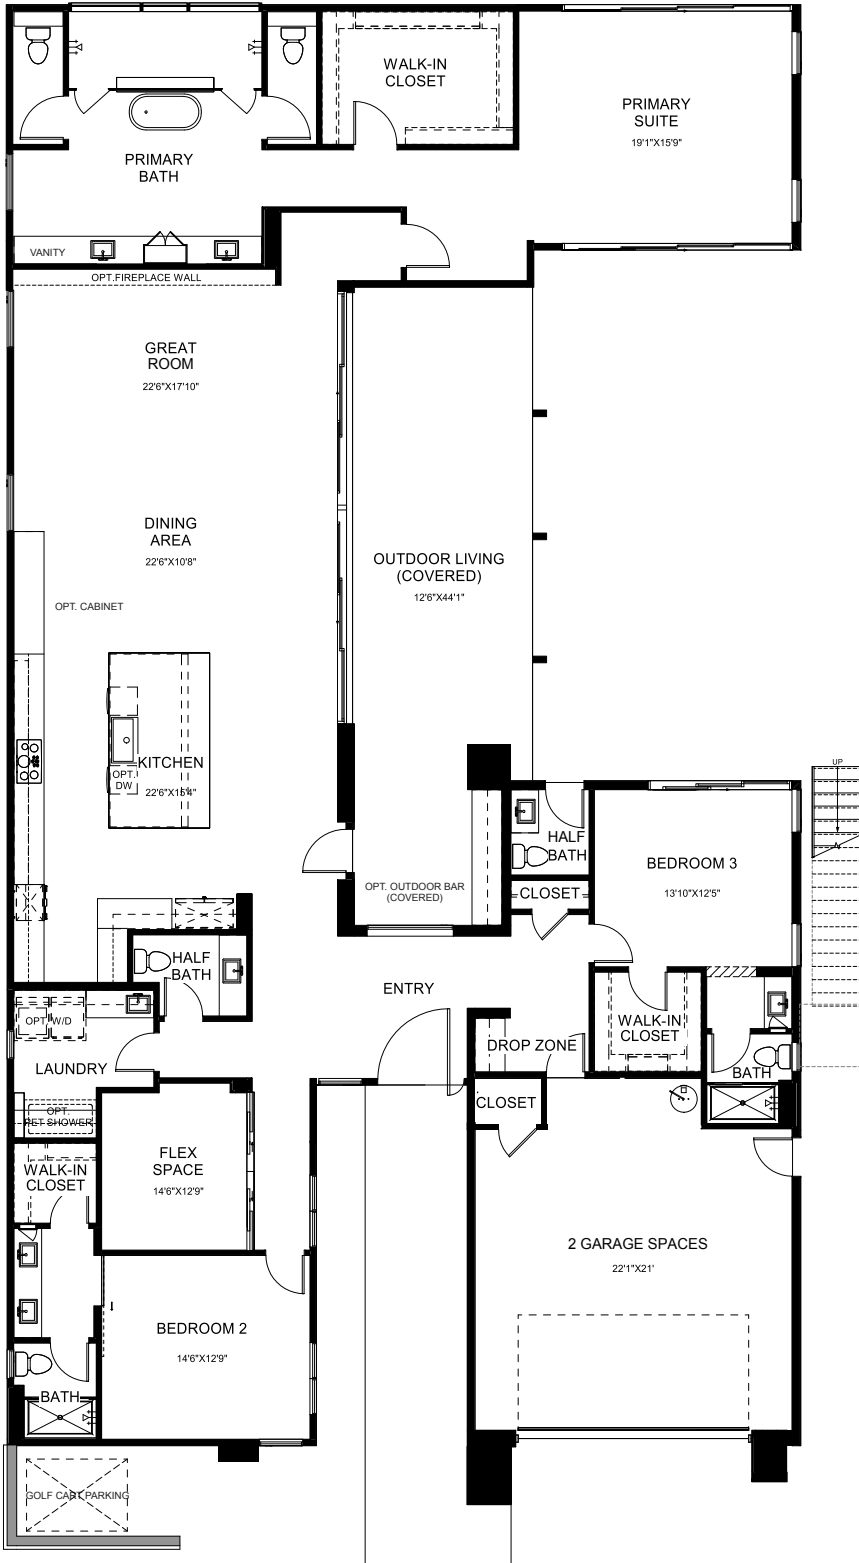 WALK-IN
CLOSET
PRIMARY
SUITE
19'1"X15'9"
PRIMARY
BATH
VANITY
OPT.FIREPLACE WALL
GREAT
ROOM
22'6"X17'10"
DINING
AREA
22'6"X10'8"
OUTDOOR LIVING
(COVERED)
12'6"X44'1"
OPT. CABINET
KITCHEN
22'6"X15'4"
OPT.
DW
UP
HALF
BATH
BEDROOM 3
13'10"X12'5"
OPT. OUTDOOR BAR
(COVERED)
CLOSET
HALF
BATH
ENTRY
OPT. W/D
WALK-IN
CLOSET
DROP ZONE
LAUNDRY
BATH
CLOSET
OPT.
PET SHOWER
FLEX
SPACE
14'6"X12'9"
WALK-IN
CLOSET
2 GARAGE SPACES
22'1"X21'
BEDROOM 2
14'6"X12'9"
BATH
GOLF CART PARKING